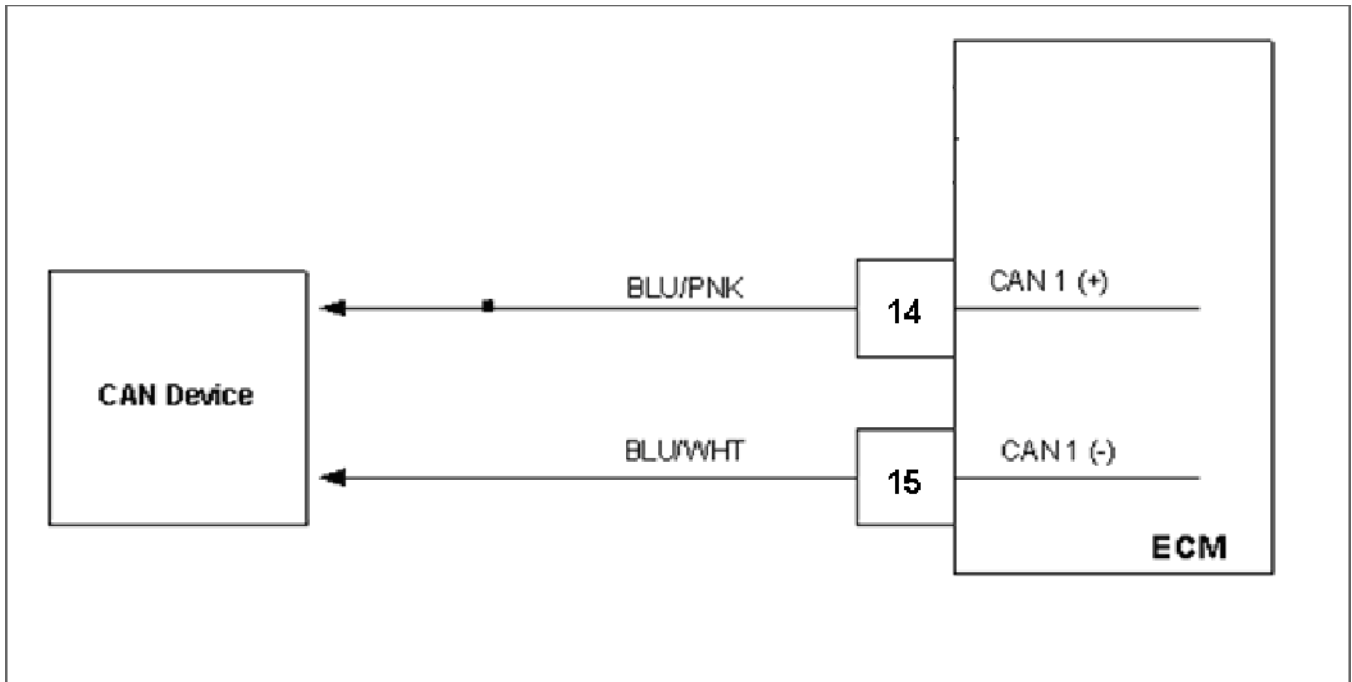 BLU/PNK
14
CAN 1 (+)
CAN Device
BLU/WHT
15
CAN 1 (-)
ECM